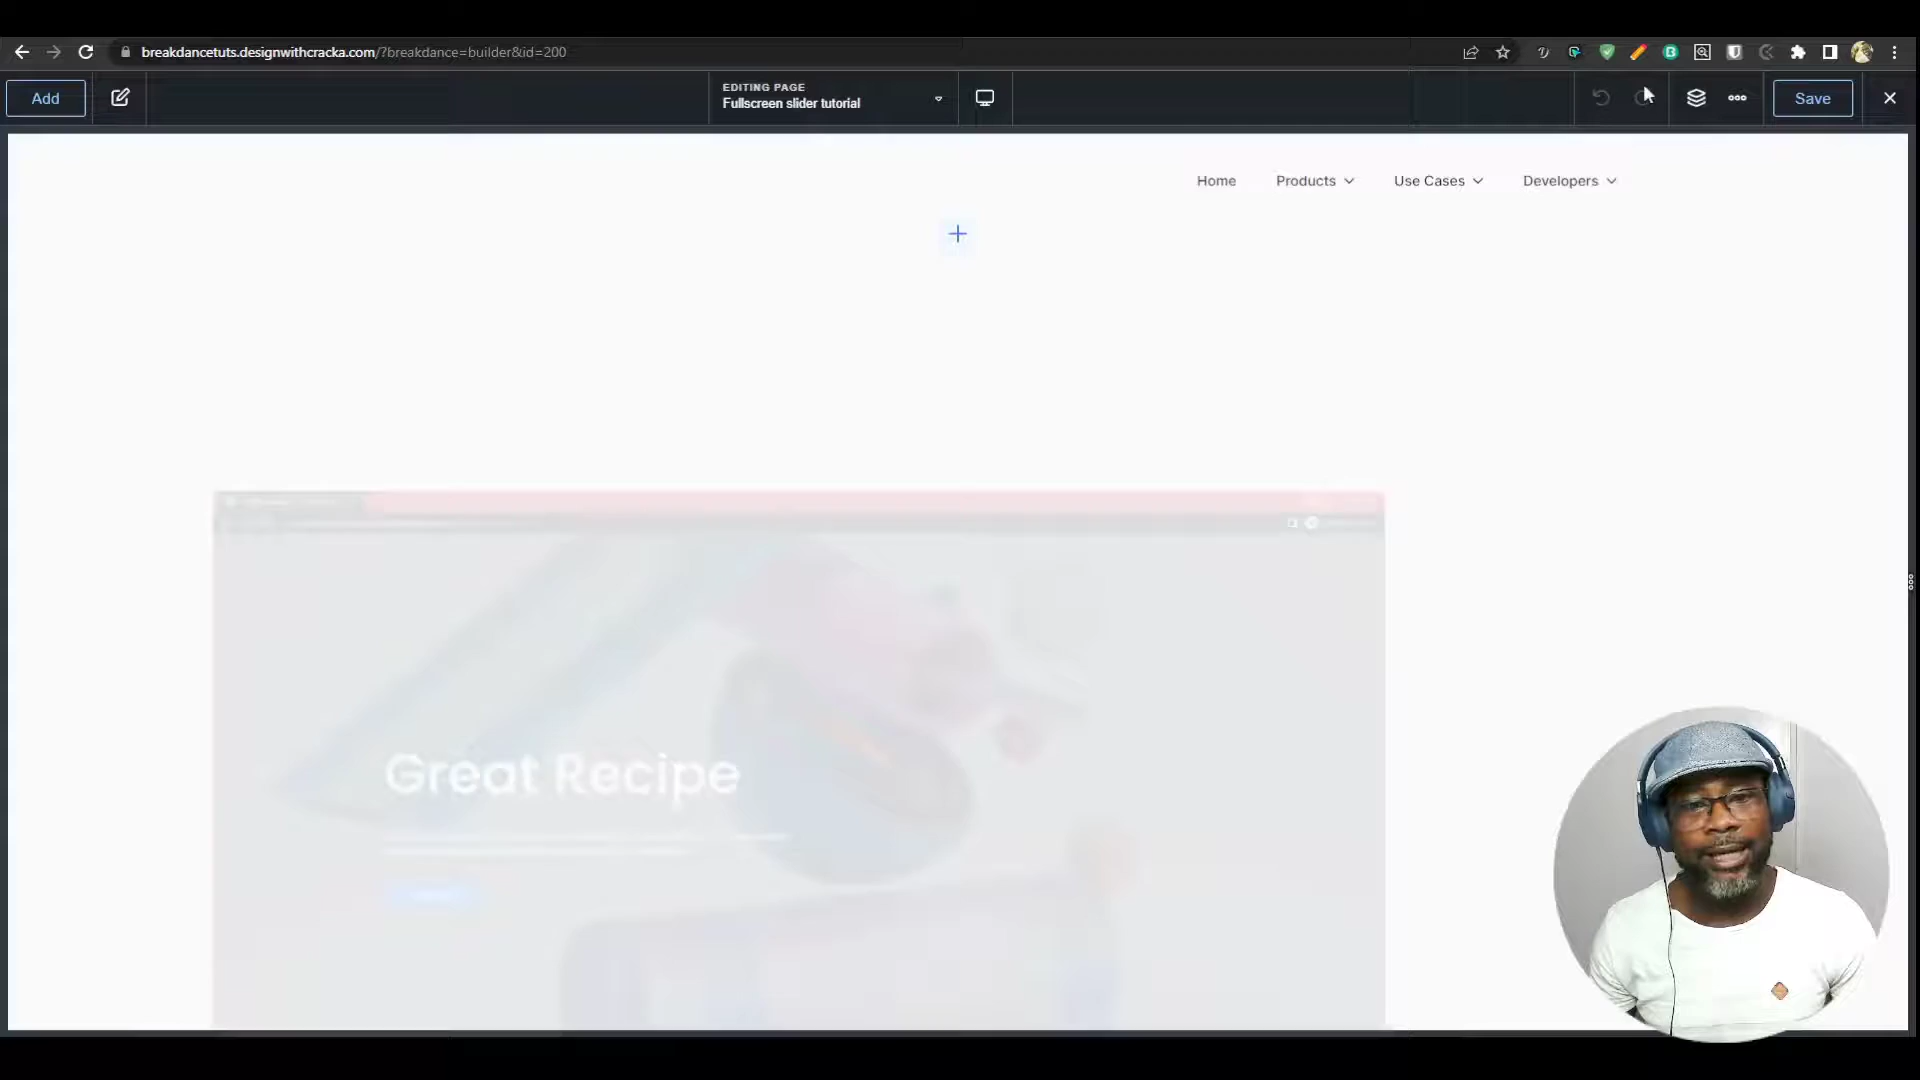 breakdancetuts.designwithcracka.com/?breakdance=builder&id=200
Add
EDITING PAGE
Fullscreen slider tutorial
Save
Home
Products
Use Cases
Developers
Great Recipe